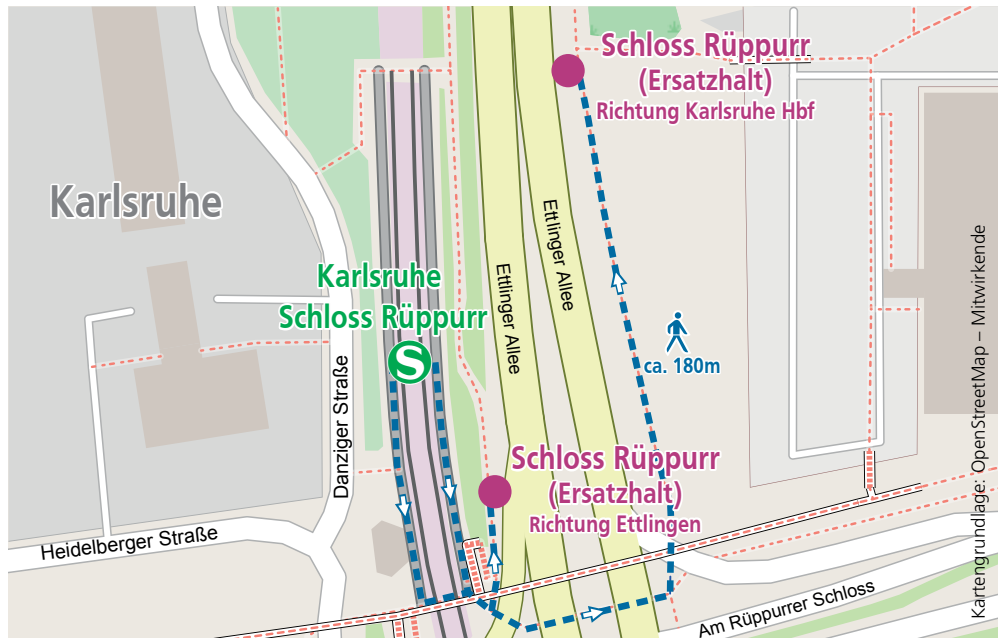 Schloss Rüppurr
(Ersatzhalt)
Richtung Karlsruhe Hbf
Karlsruhe
Ettlinger Allee
Ettlinger Allee
Karlsruhe
Schloss Rüppurr
S
ca. 180m
Danziger Straße
Schloss Rüppurr
(Ersatzhalt)
Richtung Ettlingen
Heidelberger Straße
Am Rüppurrer Schloss
Kartengrundlage: OpenStreetMap – Mitwirkende